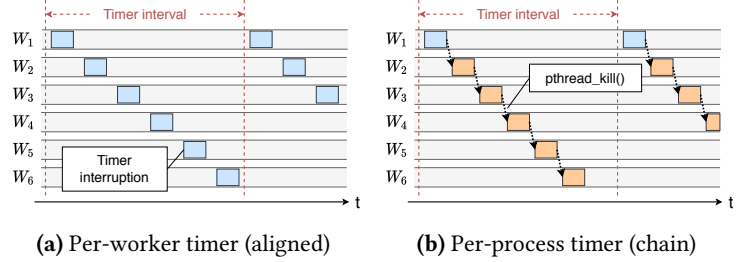 Timer interval
W₁
W₂
W₃
W₄
W₅
W₆
Timer
interruption
t
(a) Per-worker timer (aligned)
Timer interval
W₁
W₂
W₃
W₄
W₅
W₆
pthread_kill()
t
(b) Per-process timer (chain)